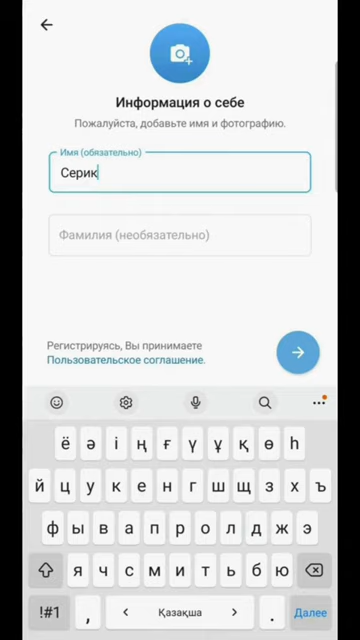 Информация о себе
Пожалуйста, добавьте имя и фотографию.
Имя (обязательно)
Серик
Фамилия (необязательно)
Регистрируясь, Вы принимаете
Пользовательское соглашение.
ё ә і ң ғ ү ұ қ ө һ
й ц у к е н г ш щ з х ъ
ф ы в а п р о л д ж э
я ч с м и т ь б ю
!#1 , < Қазақша > . Далее